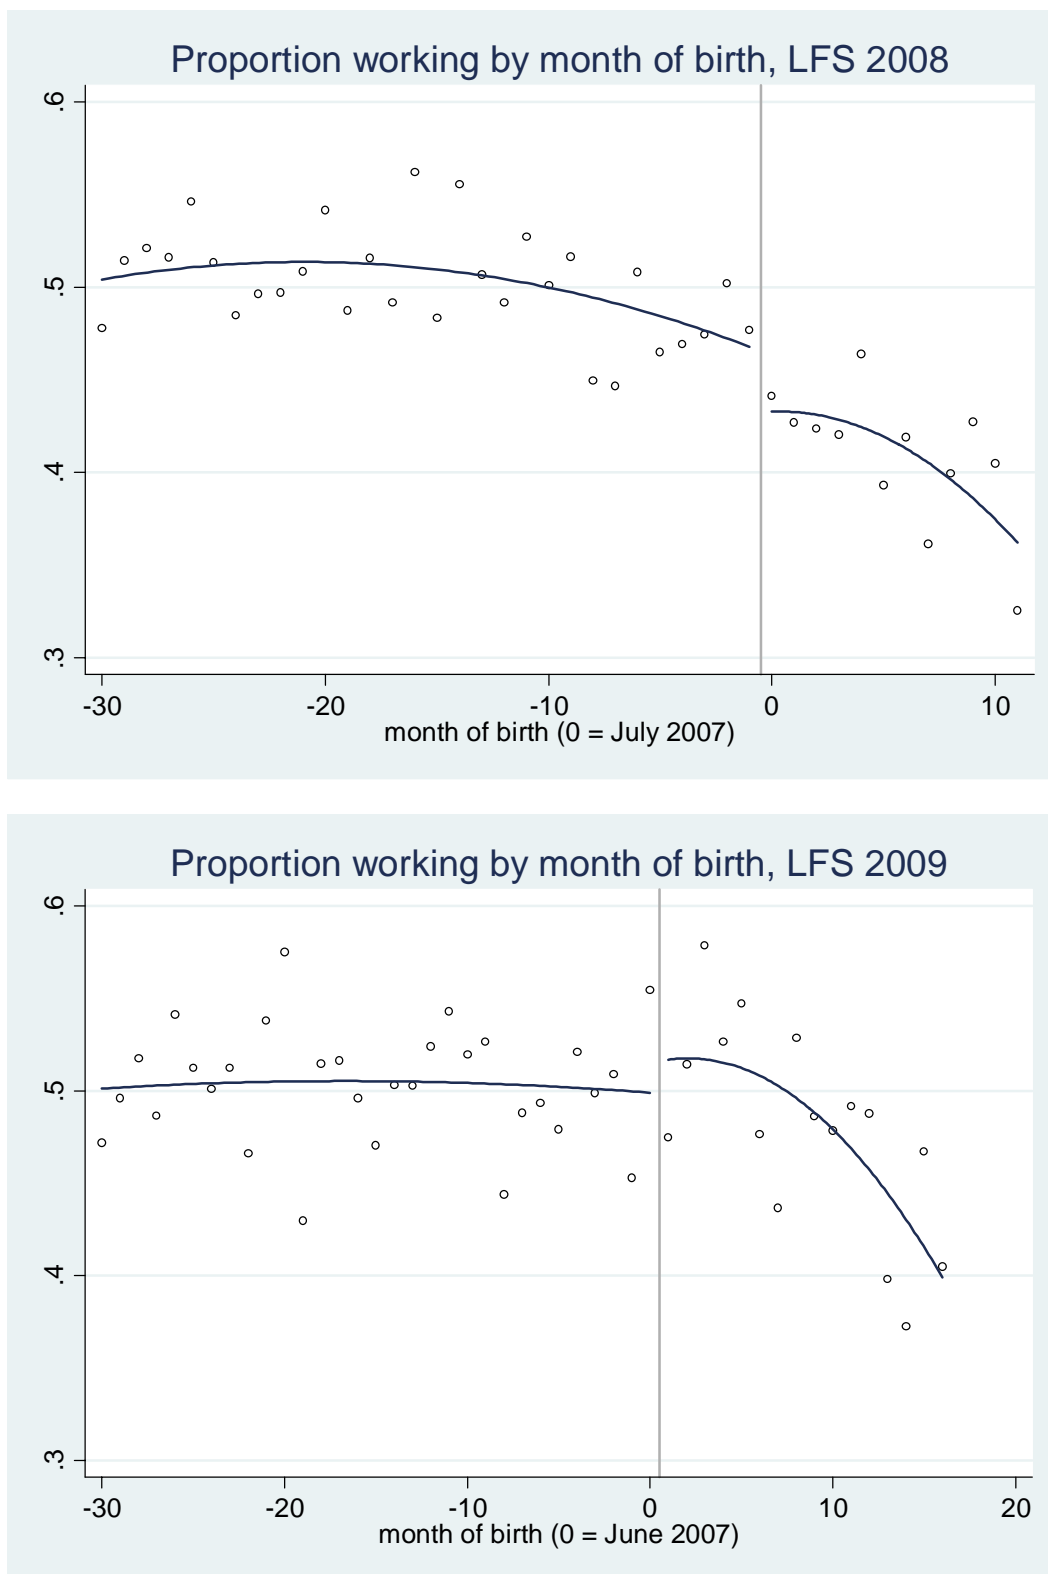 Proportion working by month of birth, LFS 2008
.6
.5
.4
.3
-30 -20 -10 0 10
month of birth (0 = July 2007)
Proportion working by month of birth, LFS 2009
.6
.5
.4
.3
-30 -20 -10 0 10 20
month of birth (0 = June 2007)